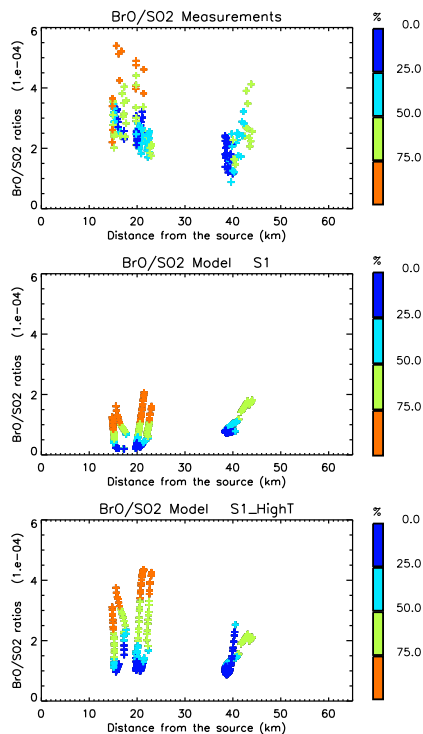 BrO/SO2 Measurements
%
0.0
6
4
2
0
BrO/SO2 ratios (1.e-04)
25.0
50.0
75.0
0 10 20 30 40 50 60
Distance from the source (km)
BrO/SO2 Model S1
%
0.0
6
4
2
0
BrO/SO2 ratios (1.e-04)
25.0
50.0
75.0
0 10 20 30 40 50 60
Distance from the source (km)
BrO/SO2 Model S1_HighT
%
0.0
6
4
2
0
BrO/SO2 ratios (1.e-04)
25.0
50.0
75.0
0 10 20 30 40 50 60
Distance from the source (km)